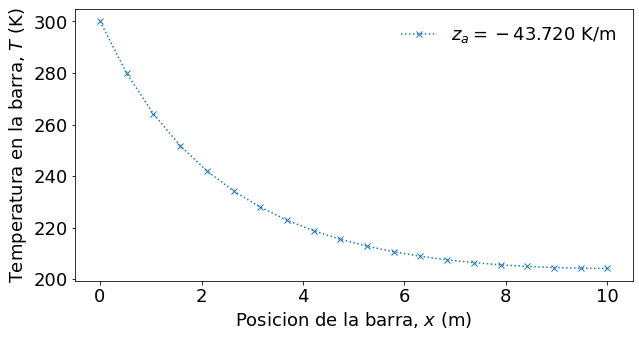 Temperatura en la barra, T (K)
300
280
260
240
220
200
z_a = −43.720 K/m
0 2 4 6 8 10
Posicion de la barra, x (m)